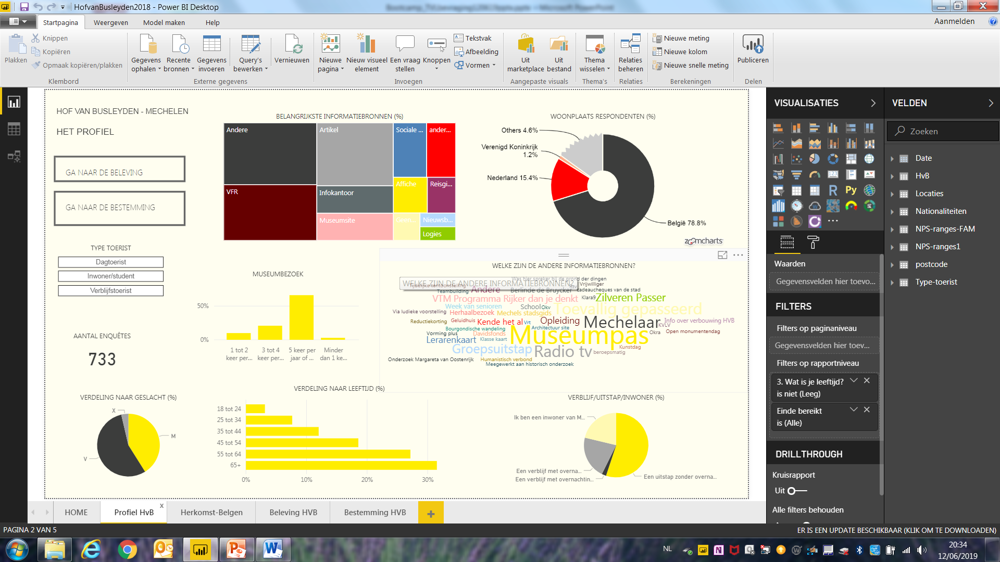 HofvanBusleyden2018 - Power BI Desktop
Startpagina
Weergeven
Model maken
Help
Aanmelden
Plakken
Knippen
Kopiëren
Opmaak kopiëren/plakken
Klembord
Gegevens ophalen
Recente bronnen
Gegevens invoeren
Query's bewerken
Vernieuwen
Externe gegevens
Nieuwe pagina
Nieuw visueel element
Een vraag stellen
Knoppen
Tekstvak
Afbeelding
Vormen
Invoegen
Uit marketplace
Uit bestand
Aangepaste visuals
Thema wisselen
Thema's
Relaties beheren
Relaties
Nieuwe meting
Nieuwe kolom
Nieuwe snelle meting
Berekeningen
Publiceren
Delen
HOF VAN BUSLEYDEN - MECHELEN
HET PROFIEL
GA NAAR DE BELEVING
GA NAAR DE BESTEMMING
TYPE TOERIST
Dagtoerist
Inwoner/student
Verblijfstoerist
AANTAL ENQUÊTES
733
BELANGRIJKSTE INFORMATIEBRONNEN (%)
Andere
VFR
Artikel
Infokantoor
Museumsite
Sociale ...
ander...
Affiche
Reisgi...
Geen...
Nieuwsb...
Logies
WOONPLAATS RESPONDENTEN (%)
Others 4.6%
Verenigd Koninkrijk
1.2%
Nederland 15.4%
België 78.8%
zoomcharts
MUSEUMBEZOEK
50%
0%
1 tot 2 keer per...
3 tot 4 keer per...
5 keer per jaar of ...
Minder dan 1 ke...
WELKE ZIJN DE ANDERE INFORMATIEBRONNEN?
WELKE ZIJN DE ANDERE INFORMATIEBRONNEN?
Was hier spreker bij de grond der dingen
Tijdelijke tentoonstelling
Rtv
Vrijwilliger
Teambuilding
Andere
Berlinde de Bruycker
cadeaucheques van de stad
VTM Programma Rijker dan je denkt
Klara9
Zilveren Passer
Week van senioren
School
Okv
Toevallig gepasseerd
Via ludieke voorstelling
Herhaalbezoek
Mechels stadsgids
Reductiekorting
Geluidhuis
Kende het al
Vrt
Opleiding
Mechelaar
Info over verbouwing HVB
KVLV
Bourgondische wandeling
Architectuur site
Museumpas
Okra
Open monumentendag
Vorming plus
Davidsfonds
Lerarenkaart
Klasse kaart
Groepsuitstap
Radio tv
Kunstdag
beroepsmatig
Onderzoek Margareta van Oostenrijk
Humanistisch verbond
Meegewerkt aan historisch onderzoek
VERDELING NAAR GESLACHT (%)
X
M
V
VERDELING NAAR LEEFTIJD (%)
18 tot 24
25 tot 34
35 tot 44
45 tot 54
55 tot 64
65+
0%
10%
20%
30%
VERBLIJF/UITSTAP/INWONER (%)
Ik ben een inwoner van M...
Een verblijf met overna...
Een verblijf met overnachtin...
Een uitstap zonder overna...
VISUALISATIES
R
Py
123
Waarden
Gegevensvelden hier toevo...
FILTERS
Filters op paginaniveau
Gegevensvelden hier toev...
Filters op rapportniveau
3. Wat is je leeftijd?
is niet (Leeg)
Einde bereikt
is (Alle)
DRILLTHROUGH
Kruisrapport
Uit
Alle filters behouden
VELDEN
Zoeken
Date
HvB
Locaties
Nationaliteiten
NPS-ranges-FAM
NPS-ranges1
postcode
Type-toerist
HOME
Profiel HvB
x
Herkomst-Belgen
Beleving HVB
Bestemming HVB
PAGINA 2 VAN 5
ER IS EEN UPDATE BESCHIKBAAR (KLIK OM TE DOWNLOADEN)
NL
20:34
12/06/2019